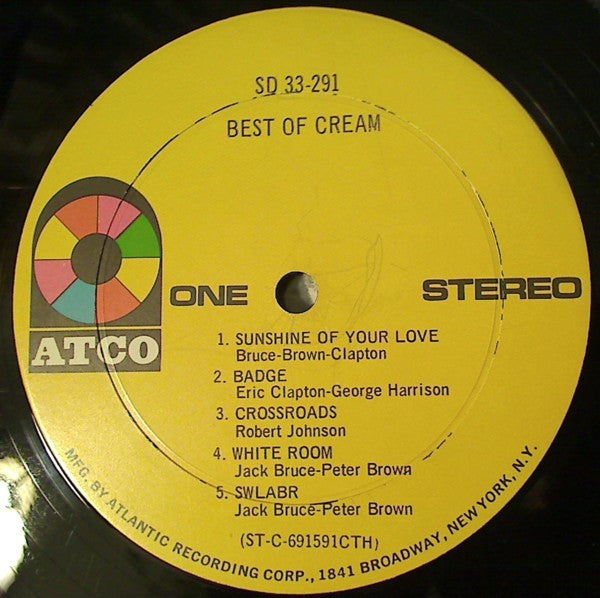 SD 33-291
BEST OF CREAM
ATCO
ONE
STEREO
1. SUNSHINE OF YOUR LOVE
Bruce-Brown-Clapton
2. BADGE
Eric Clapton-George Harrison
3. CROSSROADS
Robert Johnson
4. WHITE ROOM
Jack Bruce-Peter Brown
5. SWLABR
Jack Bruce-Peter Brown
(ST-C-691591CTH)
MFG. BY ATLANTIC RECORDING CORP., 1841 BROADWAY, NEW YORK, N.Y.